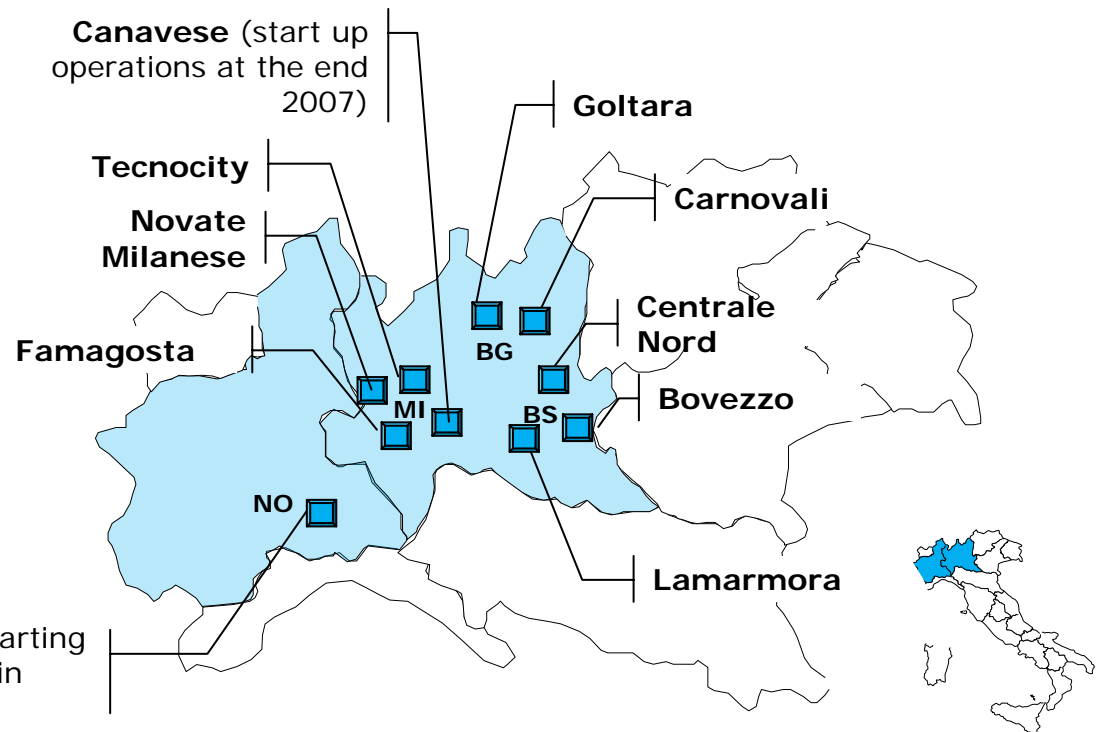 Canavese (start up
operations at the end
2007)
Goltara
Tecnocity
Carnovali
Novate
Milanese
Centrale
Nord
Famagosta
BG
MI
BS
Bovezzo
NO
Lamarmora
arting
in